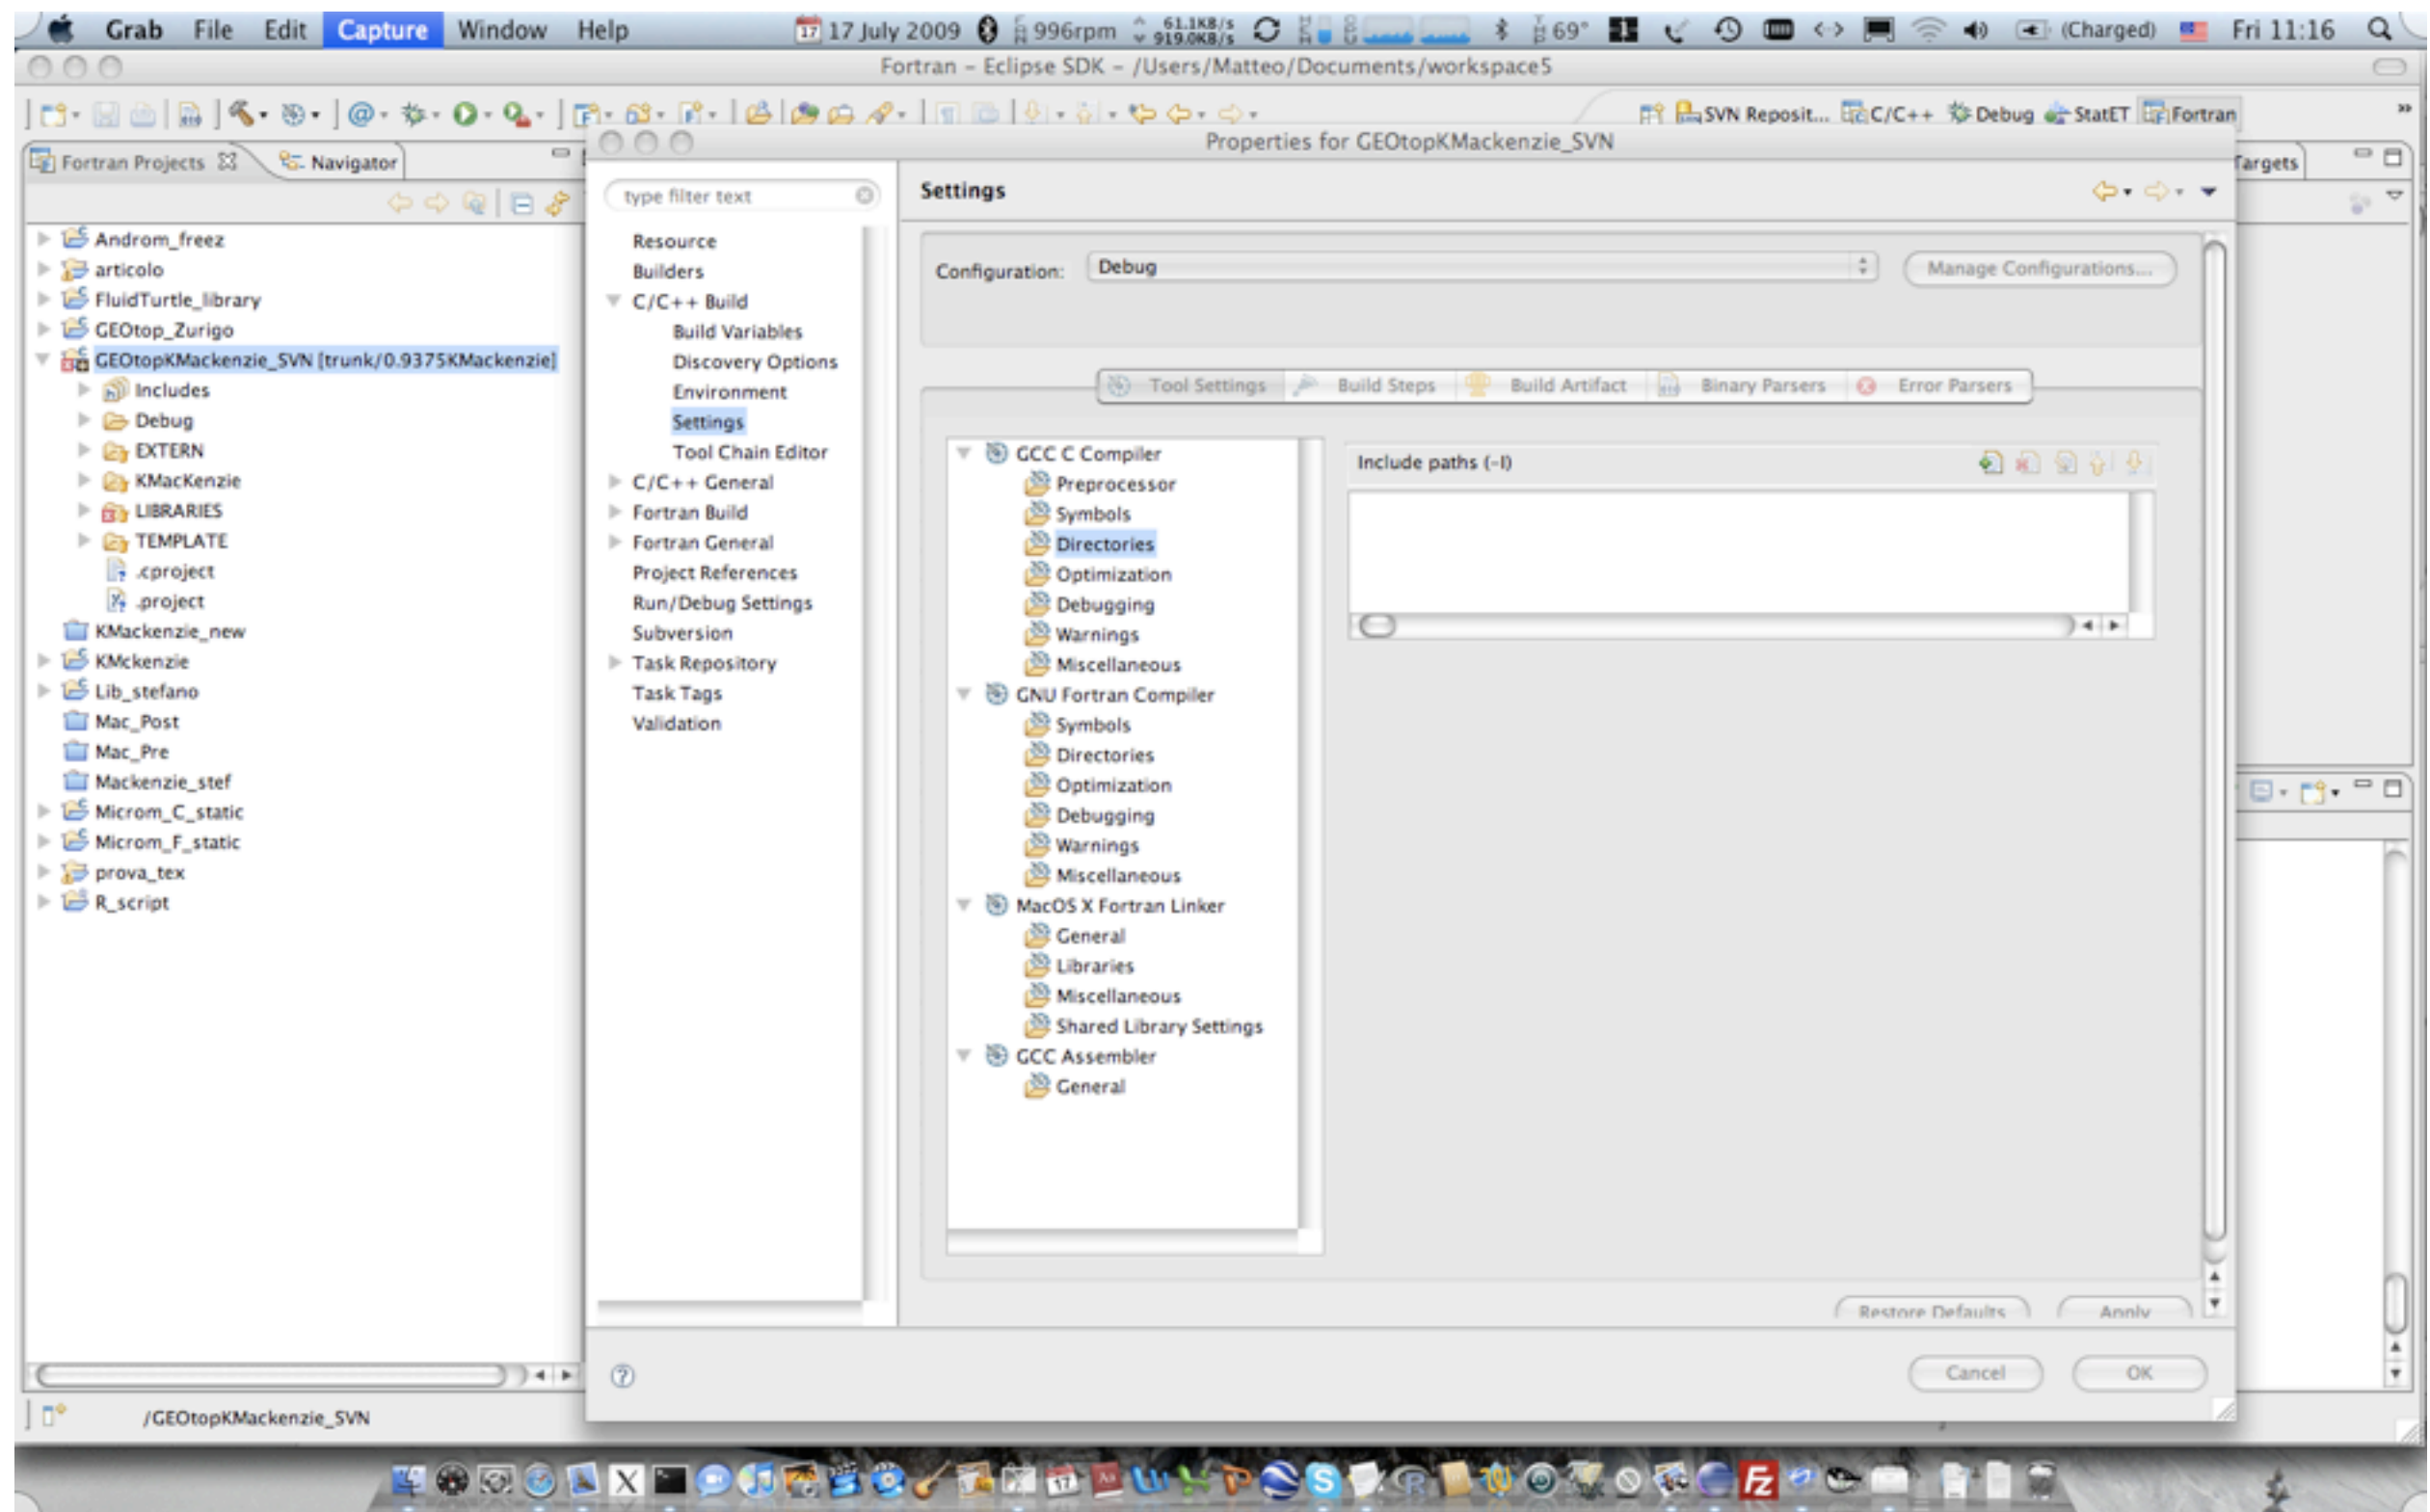 Grab File Edit Capture Window Help 17 July 2009 996rpm 61.1KB/s 919.0KB/s 69° (Charged) Fri 11:16
Fortran - Eclipse SDK - /Users/Matteo/Documents/workspace5
SVN Reposit... C/C++ Debug StatET Fortran
Fortran Projects Navigator
Targets
Androm_freez
articolo
FluidTurtle_library
GEOtop_Zurigo
GEOtopKMackenzie_SVN [trunk/0.9375KMackenzie]
Includes
Debug
EXTERN
KMacKenzie
LIBRARIES
TEMPLATE
.cproject
.project
KMackenzie_new
KMckenzie
Lib_stefano
Mac_Post
Mac_Pre
Mackenzie_stef
Microm_C_static
Microm_F_static
prova_tex
R_script
/GEOtopKMackenzie_SVN
Properties for GEOtopKMackenzie_SVN
type filter text
Resource
Builders
C/C++ Build
Build Variables
Discovery Options
Environment
Settings
Tool Chain Editor
C/C++ General
Fortran Build
Fortran General
Project References
Run/Debug Settings
Subversion
Task Repository
Task Tags
Validation
Settings
Configuration: Debug Manage Configurations...
Tool Settings Build Steps Build Artifact Binary Parsers Error Parsers
GCC C Compiler
Preprocessor
Symbols
Directories
Optimization
Debugging
Warnings
Miscellaneous
GNU Fortran Compiler
Symbols
Directories
Optimization
Debugging
Warnings
Miscellaneous
MacOS X Fortran Linker
General
Libraries
Miscellaneous
Shared Library Settings
GCC Assembler
General
Include paths (-I)
Restore Defaults Apply
Cancel OK